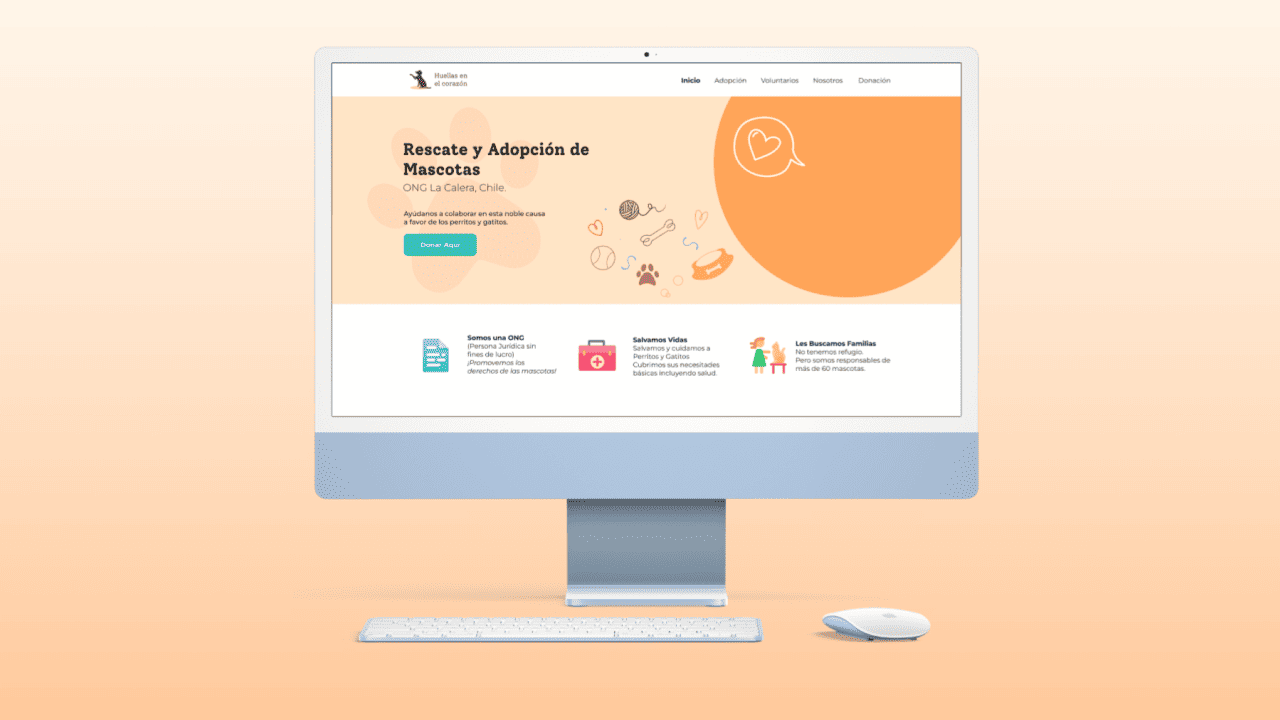 Huellas en
el corazón
Inicio Adopción Voluntarios Nosotros Donación
Rescate y Adopción de
Mascotas
ONG La Calera, Chile.
Ayúdanos a colaborar en esta noble causa
a favor de los perritos y gatitos.
Donar Aquí
Somos una ONG
(Persona Jurídica sin
fines de lucro)
¡Promovemos los
derechos de las mascotas!
Salvamos Vidas
Salvamos y cuidamos a
Perritos y Gatitos
Cubrimos sus necesitades
básicas incluyendo salud.
Les Buscamos Familias
No tenemos refugio.
Pero somos responsables de
más de 60 mascotas.